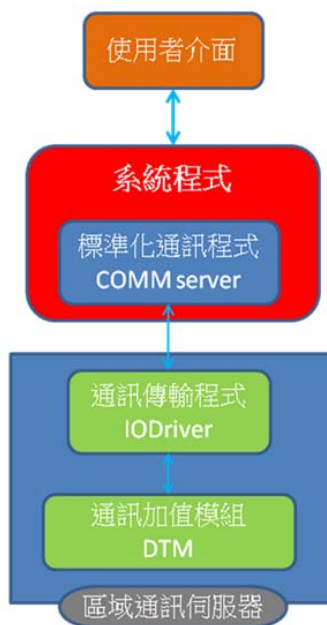 使用者介面
系統程式
標準化通訊程式
COMM server
通訊傳輸程式
IODriver
通訊加值模組
DTM
區域通訊伺服器